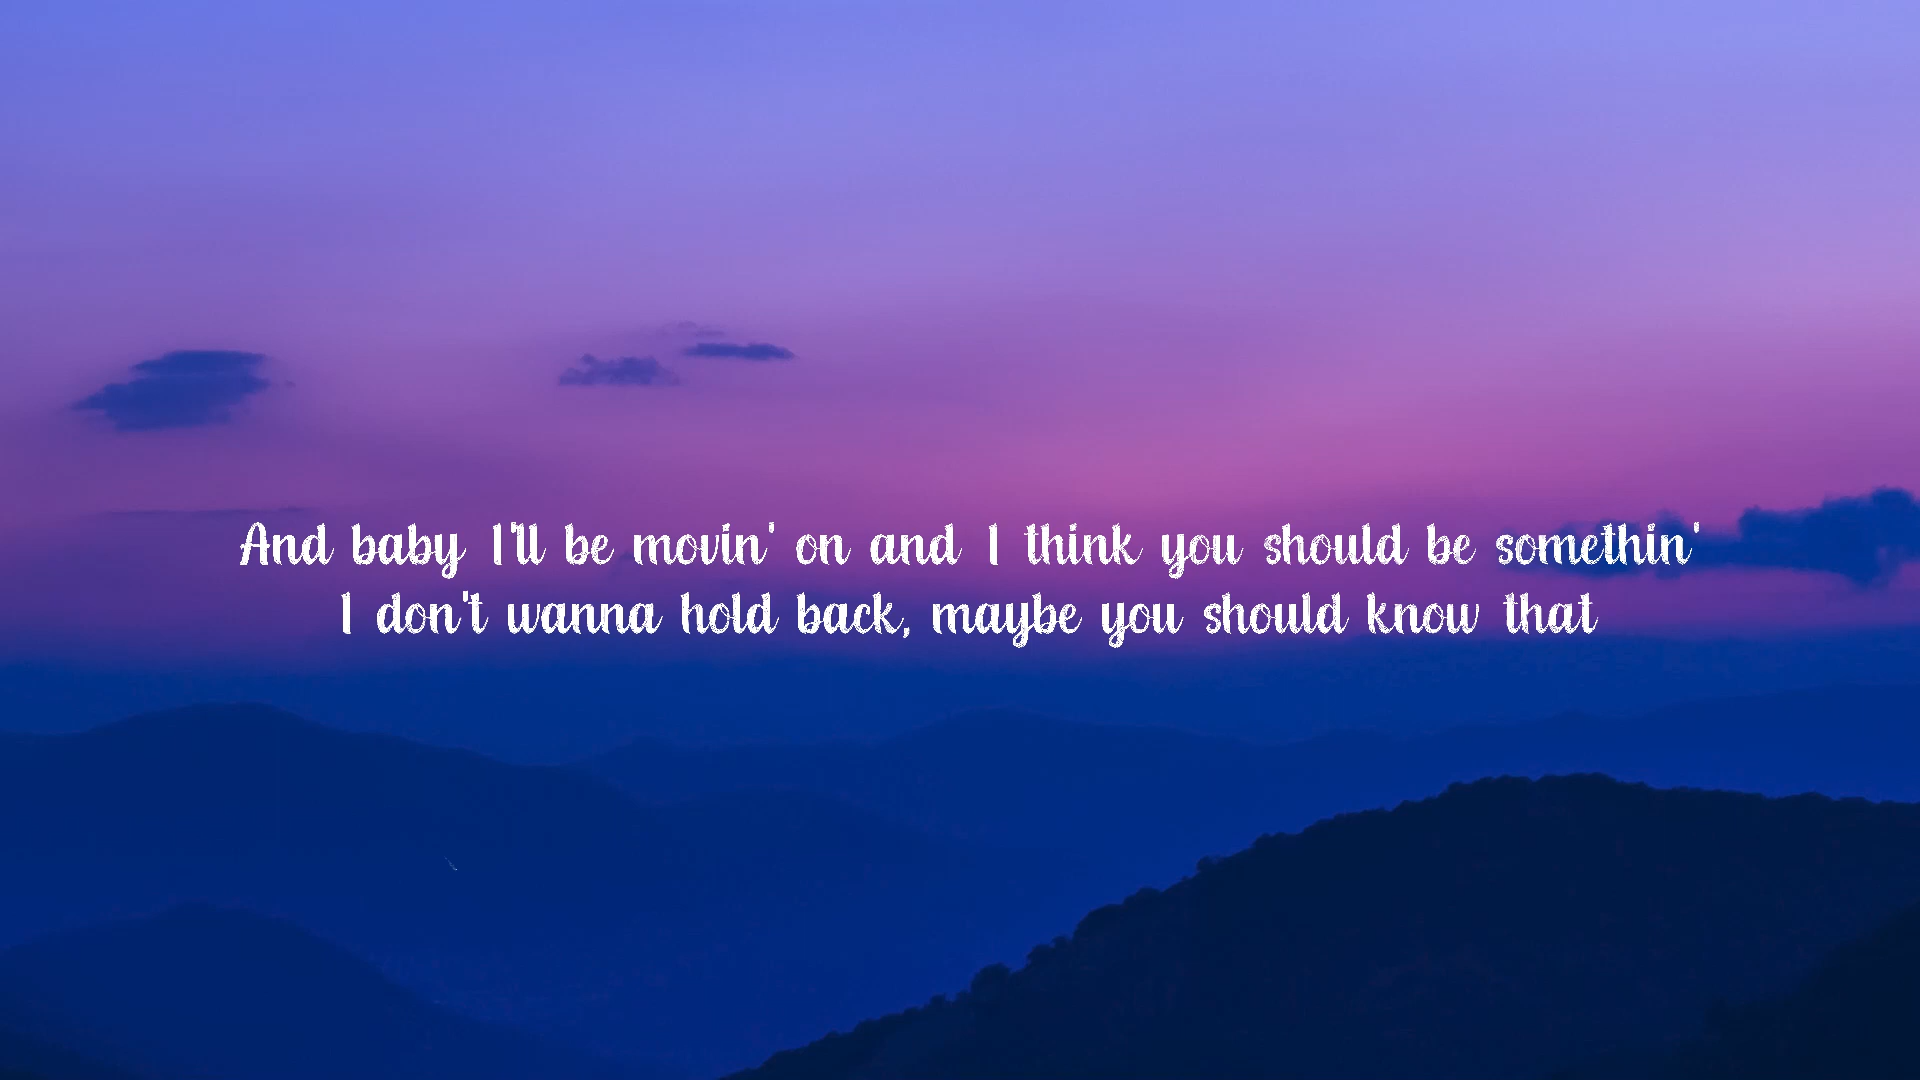 And baby I'll be movin' on and I think you should be somethin'
I don't wanna hold back, maybe you should know that